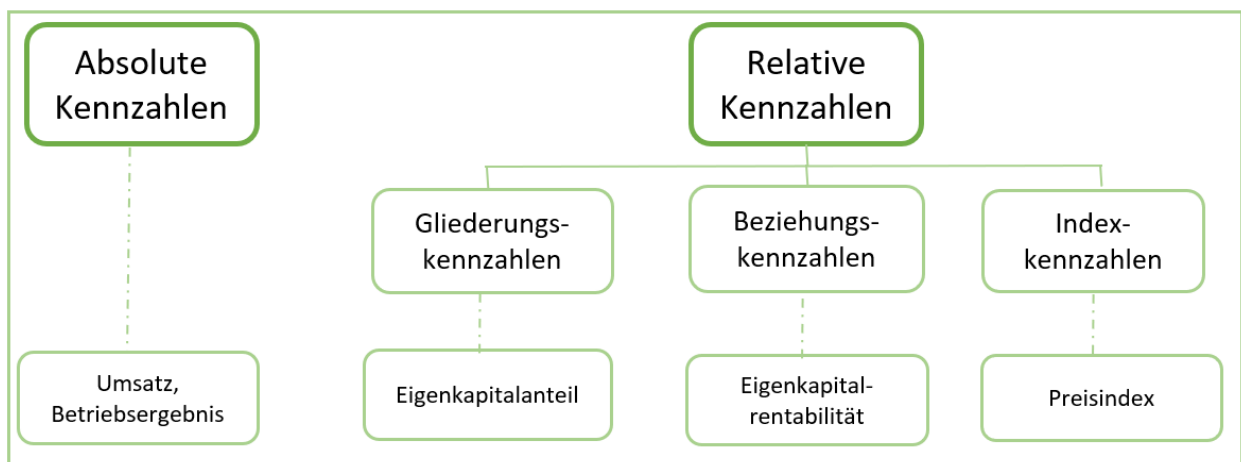 Absolute
Kennzahlen
Relative
Kennzahlen
Gliederungs-
kennzahlen
Beziehungs-
kennzahlen
Index-
kennzahlen
Umsatz,
Betriebsergebnis
Eigenkapitalanteil
Eigenkapital-
rentabilität
Preisindex